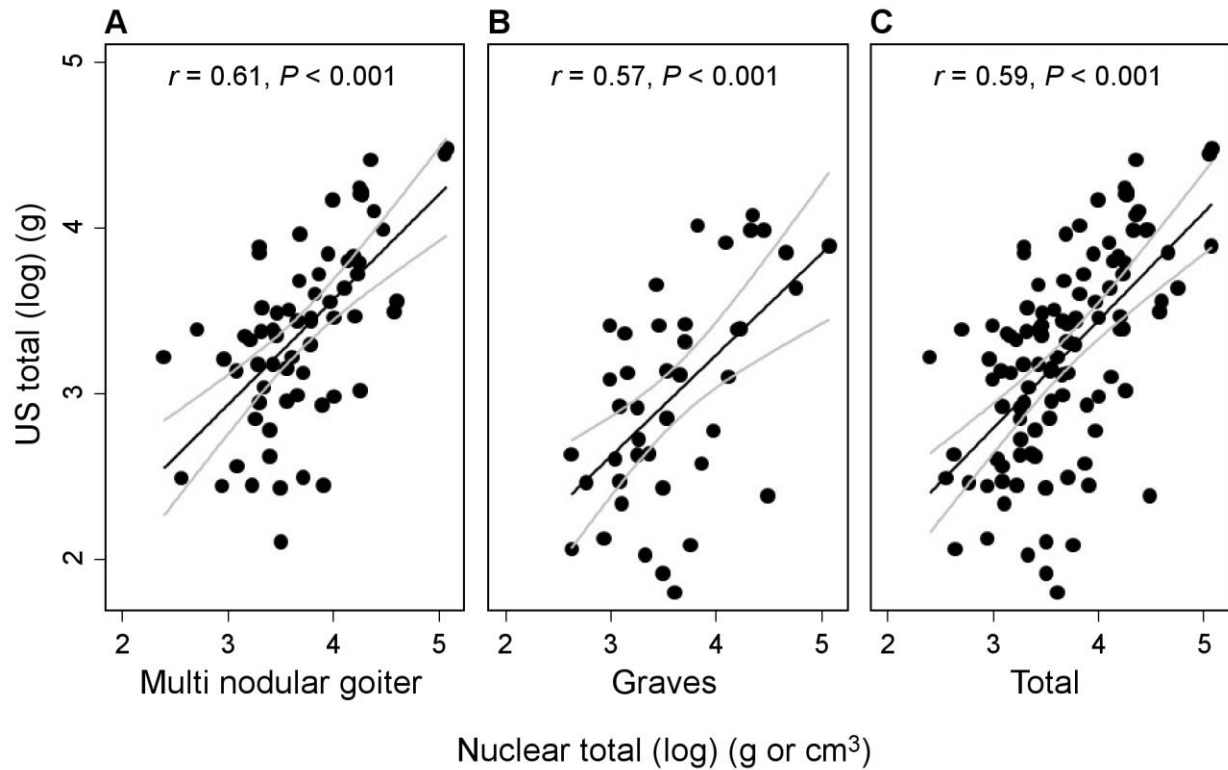 A
B
C
r = 0.61, P < 0.001
r = 0.57, P < 0.001
r = 0.59, P < 0.001
US total (log) (g)
5
4
3
2
2 3 4 5
2 3 4 5
2 3 4 5
Multi nodular goiter
Graves
Total
Nuclear total (log) (g or cm³)